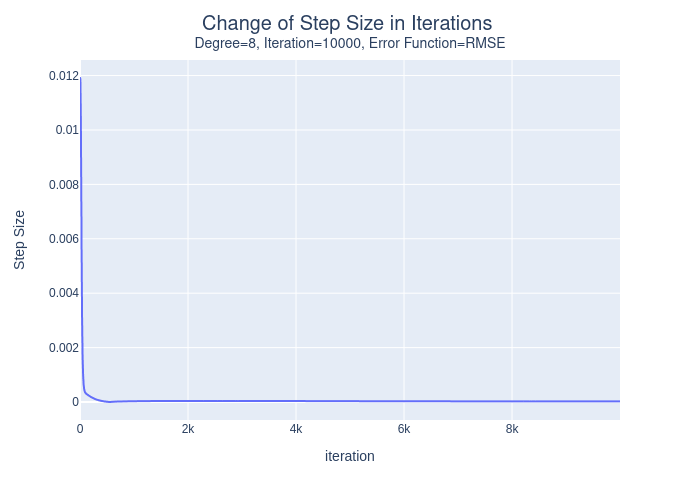 Change of Step Size in Iterations
Degree=8, Iteration=10000, Error Function=RMSE
0.012
0.01
0.008
0.006
0.004
0.002
0
Step Size
0
2k
4k
6k
8k
iteration